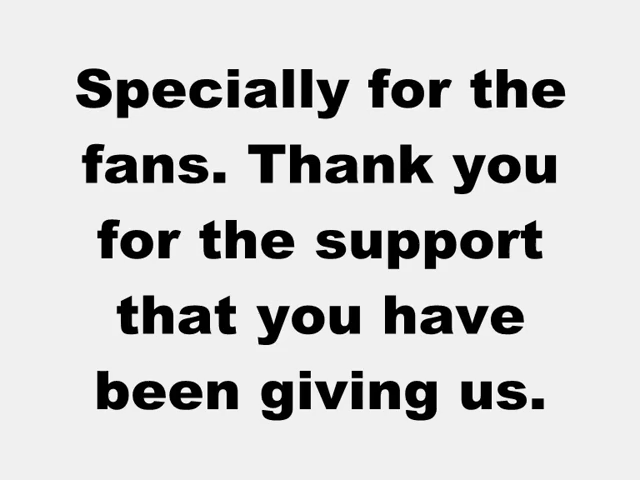 Specially for the
fans. Thank you
for the support
that you have
been giving us.